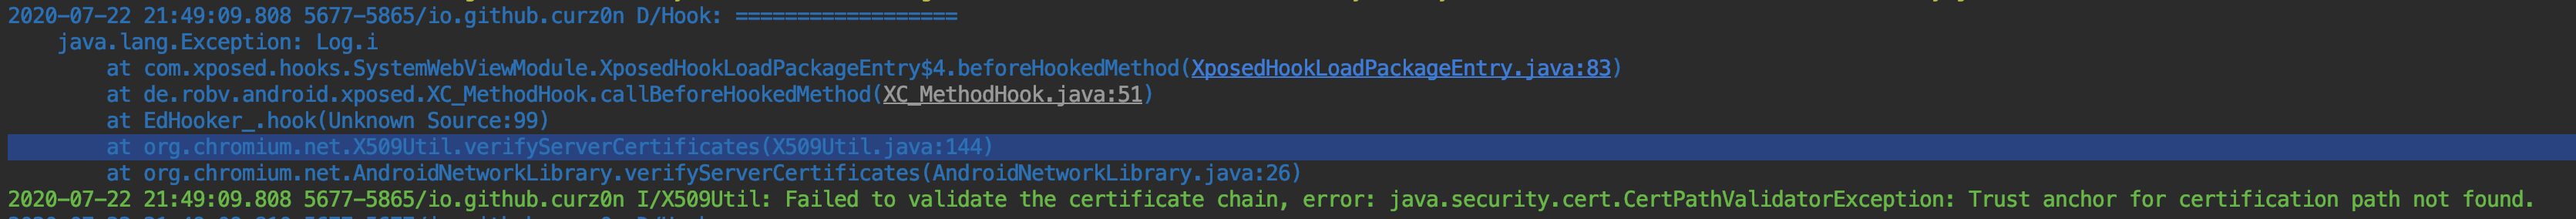 2020-07-22 21:49:09.808 5677-5865/io.github.curz0n D/Hook: ==================
java.lang.Exception: Log.i
at com.xposed.hooks.SystemWebViewModule.XposedHookLoadPackageEntry$4.beforeHookedMethod(XposedHookLoadPackageEntry.java:83)
at de.robv.android.xposed.XC_MethodHook.callBeforeHookedMethod(XC_MethodHook.java:51)
at EdHooker_.hook(Unknown Source:99)
at org.chromium.net.X509Util.verifyServerCertificates(X509Util.java:144)
at org.chromium.net.AndroidNetworkLibrary.verifyServerCertificates(AndroidNetworkLibrary.java:26)
2020-07-22 21:49:09.808 5677-5865/io.github.curz0n I/X509Util: Failed to validate the certificate chain, error: java.security.cert.CertPathValidatorException: Trust anchor for certification path not found.